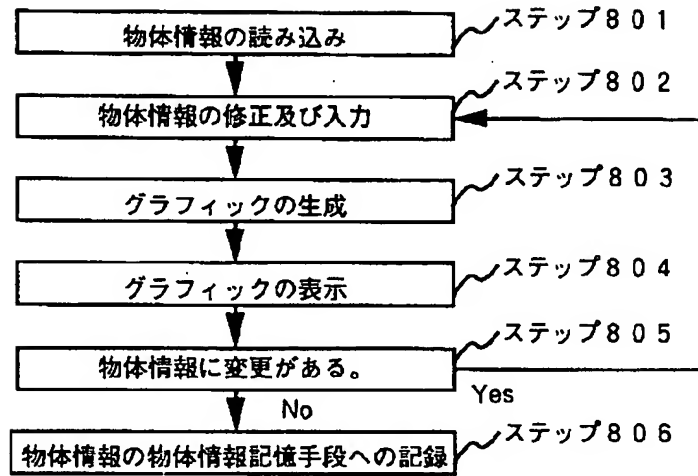 物体情報の読み込み
ステップ801
物体情報の修正及び入力
ステップ802
グラフィックの生成
ステップ803
グラフィックの表示
ステップ804
物体情報に変更がある。
ステップ805
No
Yes
物体情報の物体情報記憶手段への記録
ステップ806